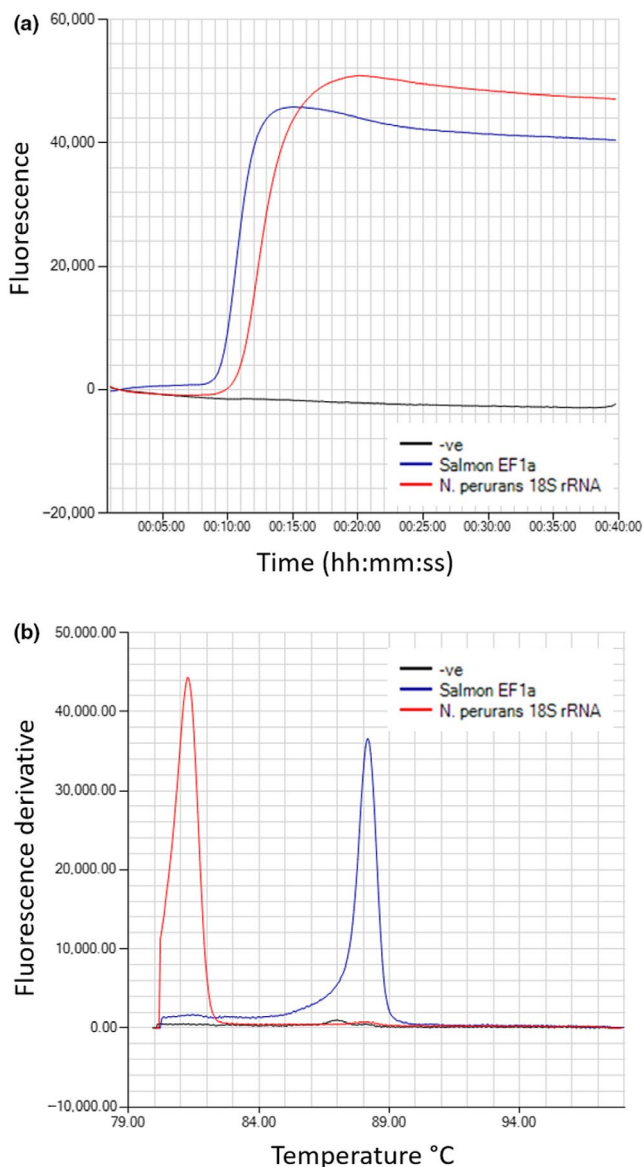 (a)
60,000
40,000
20,000
0
−20,000
Fluorescence
-ve
Salmon EF1a
N. perurans 18S rRNA
00:05:00 00:10:00 00:15:00 00:20:00 00:25:00 00:30:00 00:35:00 00:40:00
Time (hh:mm:ss)
(b)
50,000.00
40,000.00
30,000.00
20,000.00
10,000.00
0.00
−10,000.00
Fluorescence derivative
-ve
Salmon EF1a
N. perurans 18S rRNA
79.00 84.00 89.00 94.00
Temperature °C